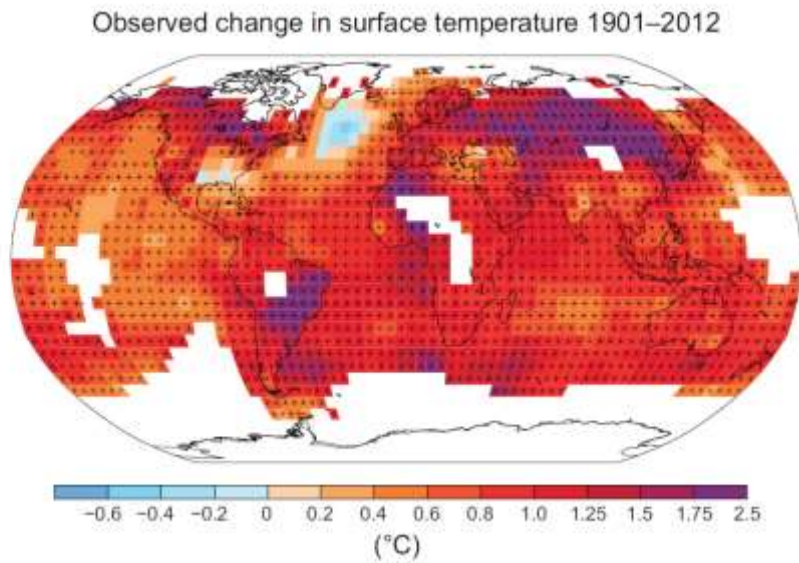 Observed change in surface temperature 1901–2012
−0.6 −0.4 −0.2 0 0.2 0.4 0.6 0.8 1.0 1.25 1.5 1.75 2.5
(°C)